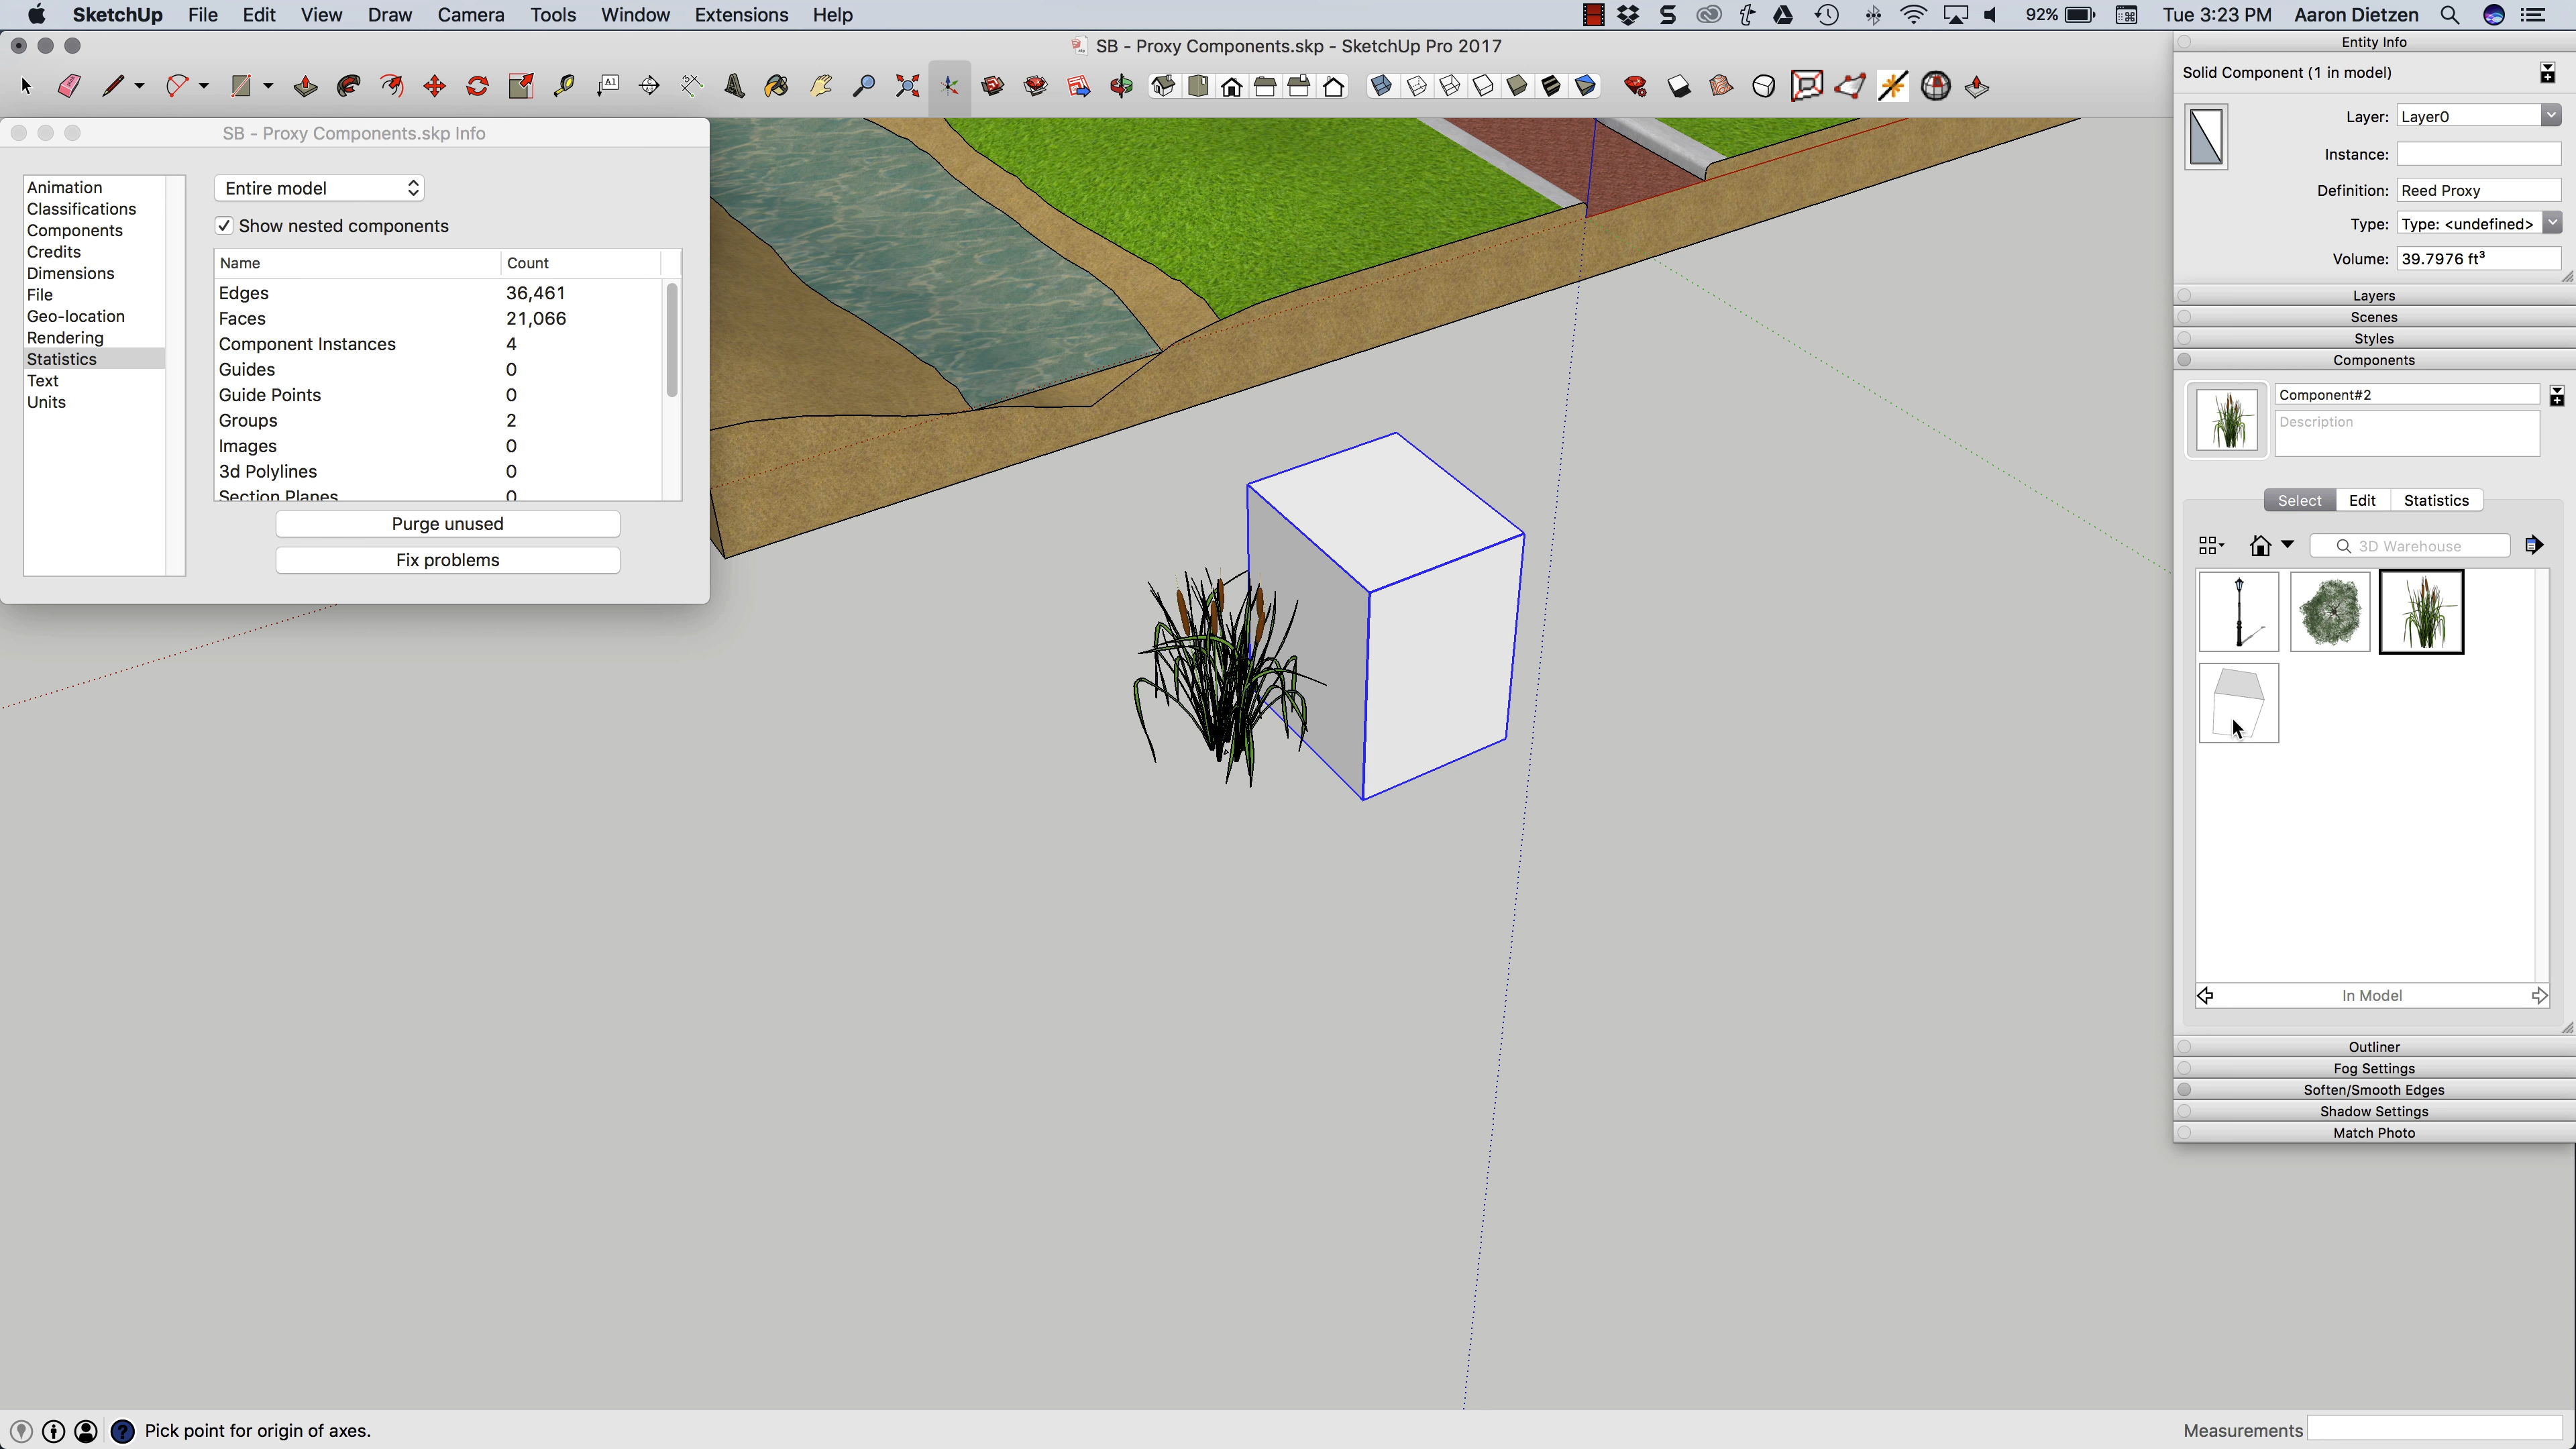 SketchUp File Edit View Draw Camera Tools Window Extensions Help 92% Tue 3:23 PM Aaron Dietzen
SB - Proxy Components.skp - SketchUp Pro 2017
SB - Proxy Components.skp Info
Animation
Classifications
Components
Credits
Dimensions
File
Geo-location
Rendering
Statistics
Text
Units
Entire model
Show nested components
Name Count
Edges 36,461
Faces 21,066
Component Instances 4
Guides 0
Guide Points 0
Groups 2
Images 0
3d Polylines 0
Section Planes 0
Purge unused
Fix problems
Entity Info
Solid Component (1 in model)
Layer: Layer0
Instance:
Definition: Reed Proxy
Type: Type: <undefined>
Volume: 39.7976 ft³
Layers
Scenes
Styles
Components
Component#2
Description
Select Edit Statistics
3D Warehouse
In Model
Outliner
Fog Settings
Soften/Smooth Edges
Shadow Settings
Match Photo
Pick point for origin of axes.
Measurements